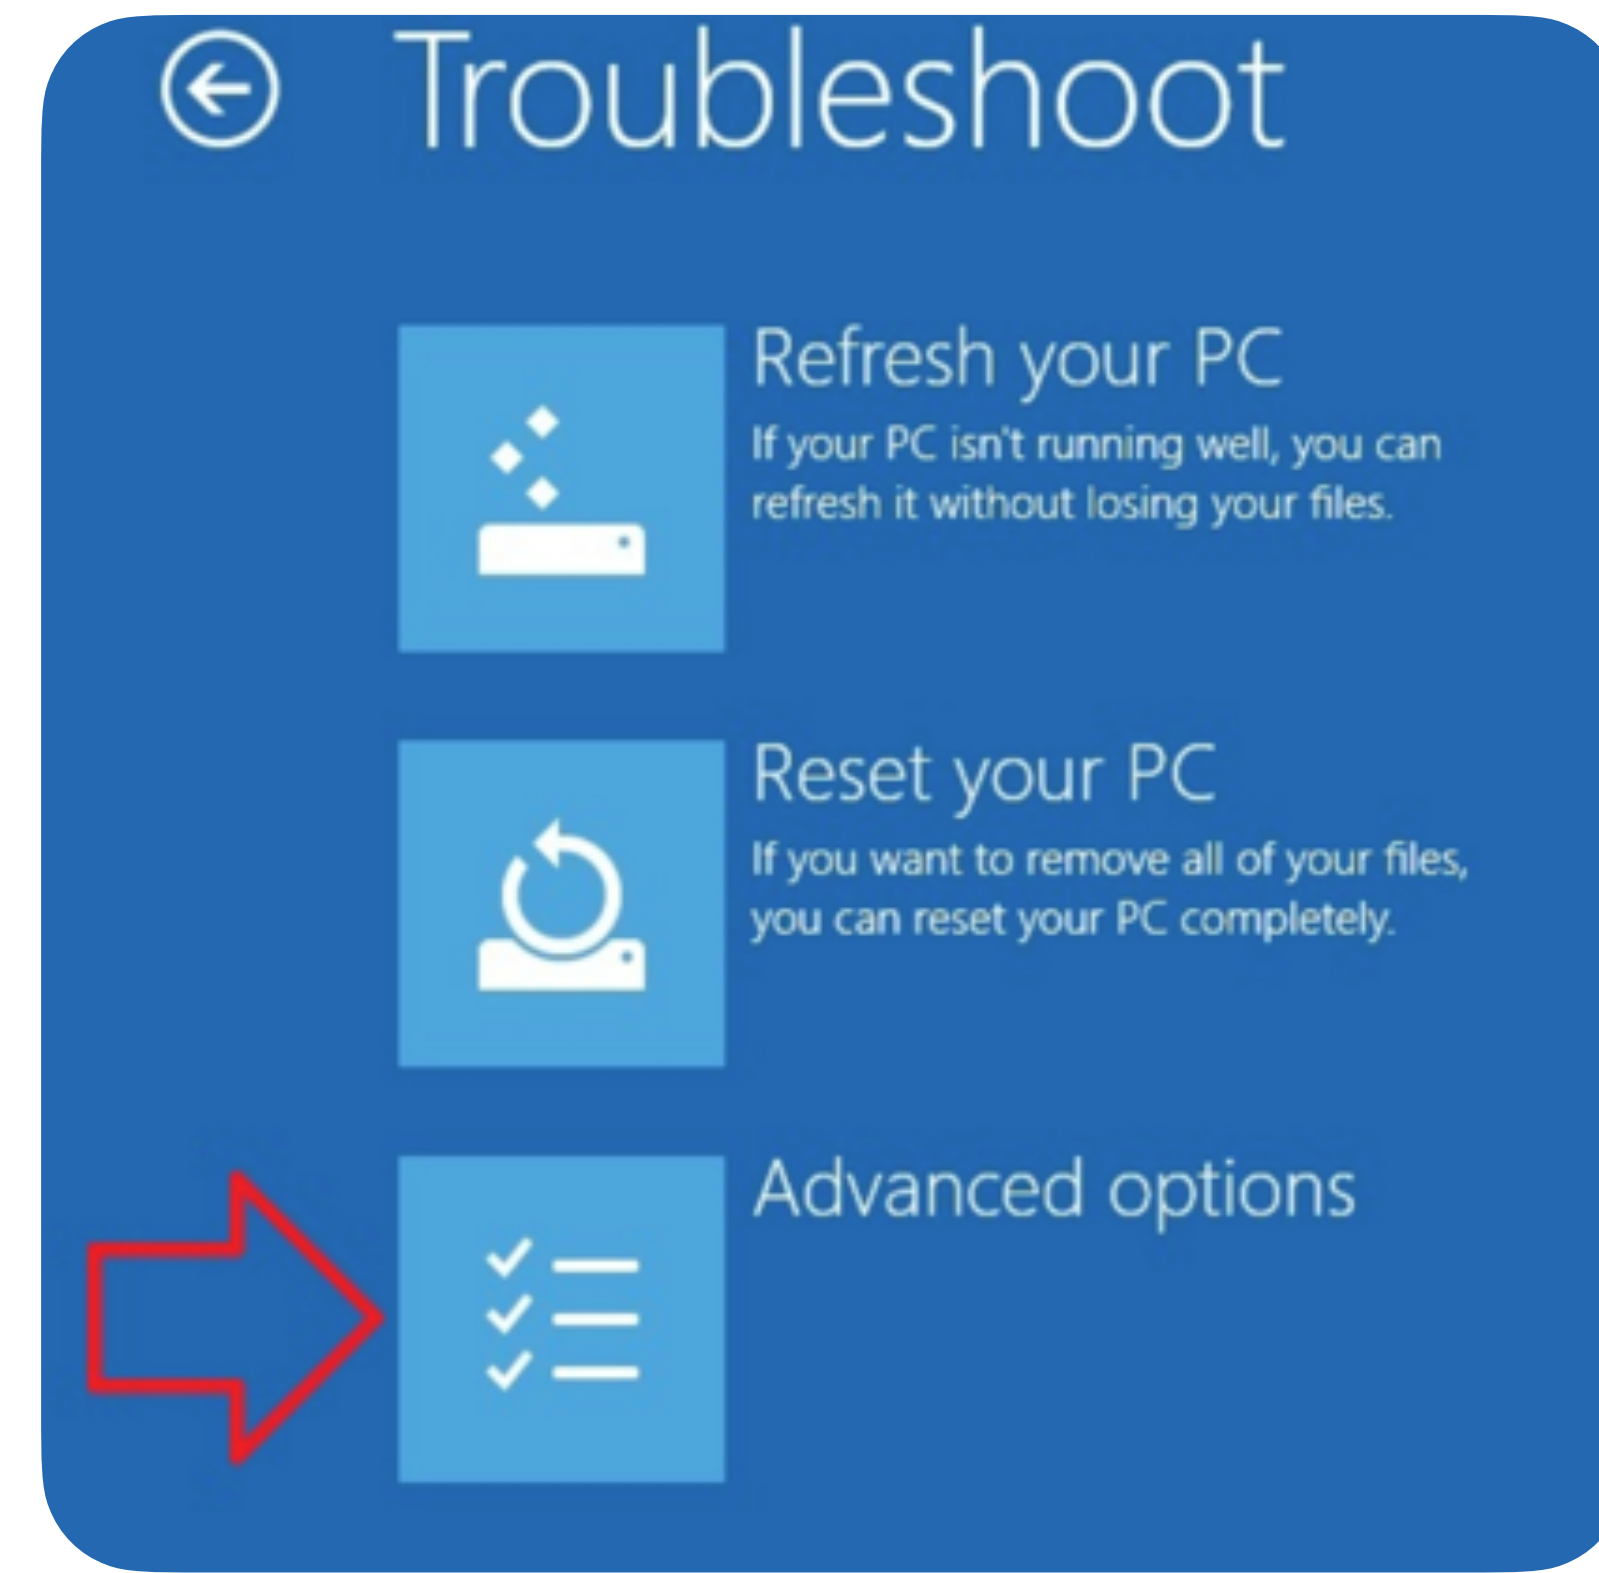 Troubleshoot
Refresh your PC
If your PC isn't running well, you can
refresh it without losing your files.
Reset your PC
If you want to remove all of your files,
you can reset your PC completely.
Advanced options